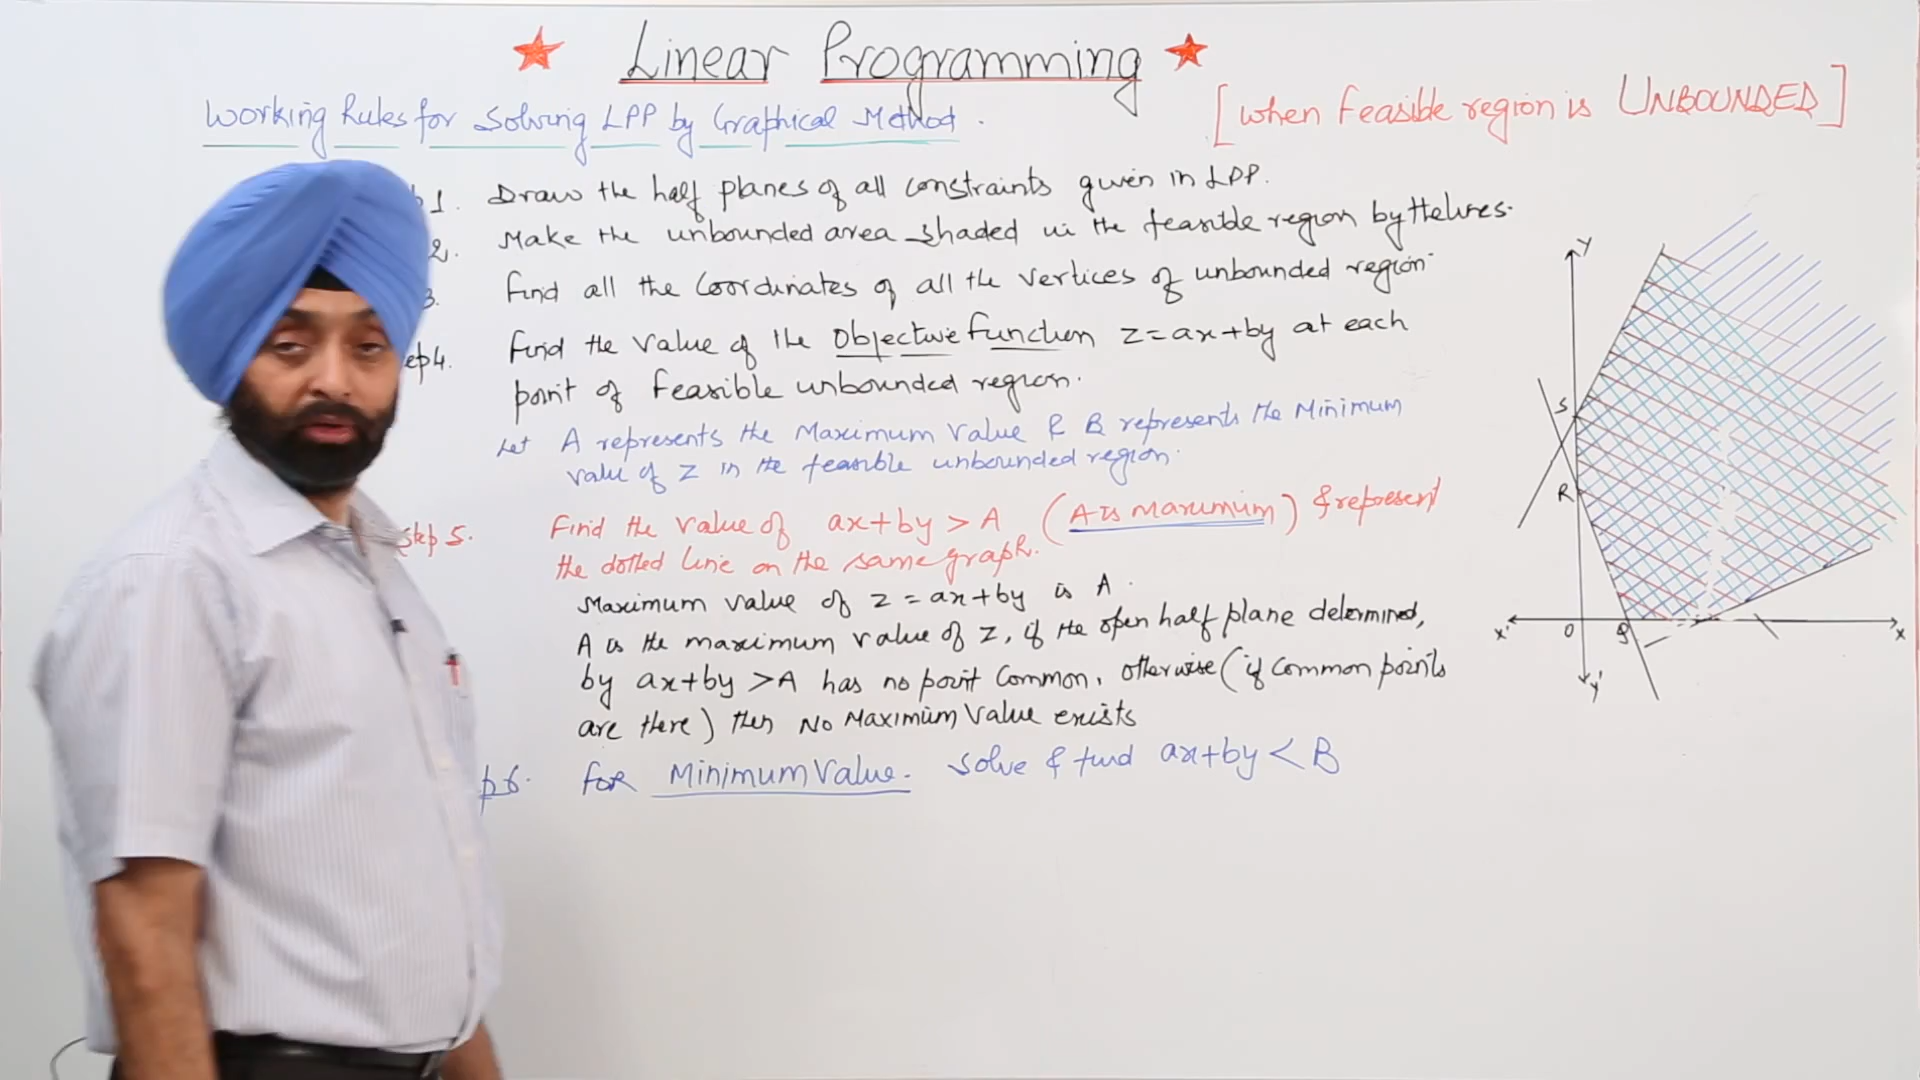 Linear Programming
Working Rules for Solving LPP by Graphical Method.
[when Feasible region is UNBOUNDED]
1. Draw the half planes of all constraints given in LPP.
2. Make the unbounded area shaded in the feasible region by the lines.
3. Find all the Coordinates of all the vertices of unbounded region.
ep4. Find the Value of the Objective Function z=ax+by at each
point of Feasible unbounded region.
Let A represents the Maximum Value & B represents the Minimum
value of z in the feasible unbounded region.
Step 5. Find the value of ax+by > A (A is maximum) & represent
the dotted line on the same graph.
Maximum value of z = ax+by is A.
A is the maximum value of z, if the open half plane determined,
by ax+by >A has no point Common, otherwise (if Common points
are there) then No Maximum Value exists
p6. For Minimum Value. Solve & find ax+by < B
Y
S
R
X'
O
X
Y'